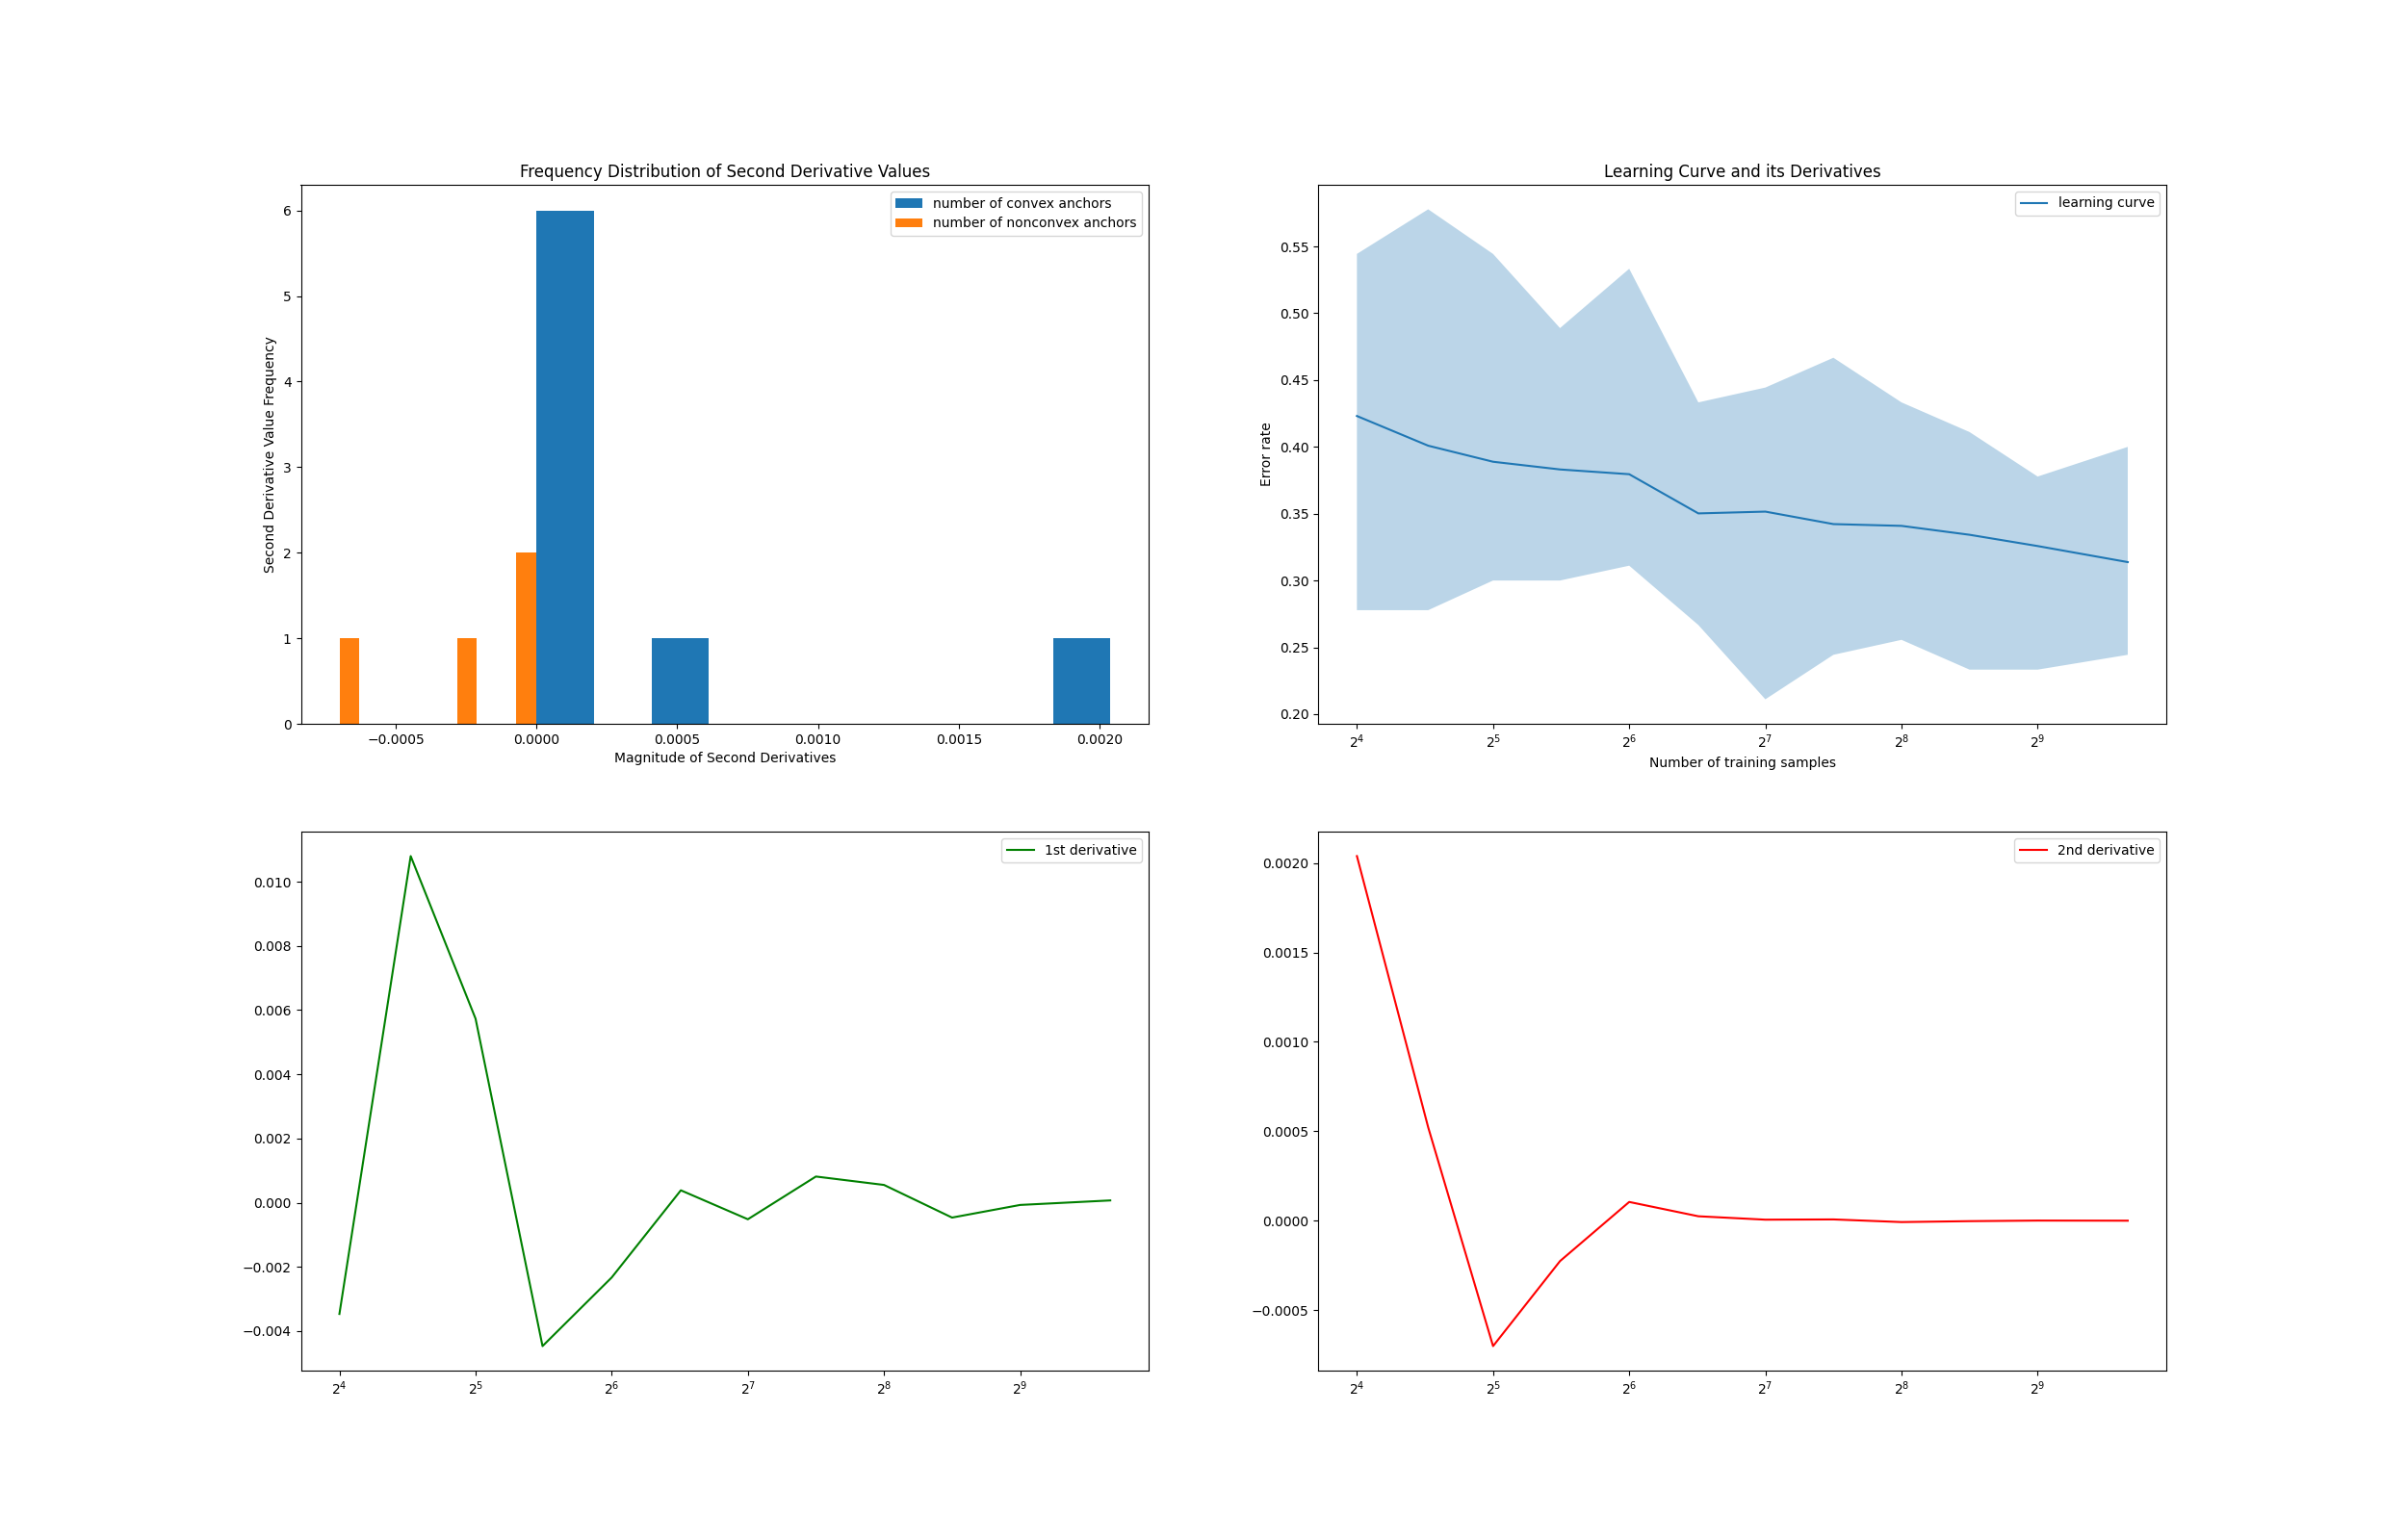 Frequency Distribution of Second Derivative Values
number of convex anchors
number of nonconvex anchors
Second Derivative Value Frequency
6
5
4
3
2
1
0
−0.0005 0.0000 0.0005 0.0010 0.0015 0.0020
Magnitude of Second Derivatives
Learning Curve and its Derivatives
learning curve
Error rate
0.55
0.50
0.45
0.40
0.35
0.30
0.25
0.20
2⁴ 2⁵ 2⁶ 2⁷ 2⁸ 2⁹
Number of training samples
1st derivative
0.010
0.008
0.006
0.004
0.002
0.000
−0.002
−0.004
2⁴ 2⁵ 2⁶ 2⁷ 2⁸ 2⁹
2nd derivative
0.0020
0.0015
0.0010
0.0005
0.0000
−0.0005
2⁴ 2⁵ 2⁶ 2⁷ 2⁸ 2⁹